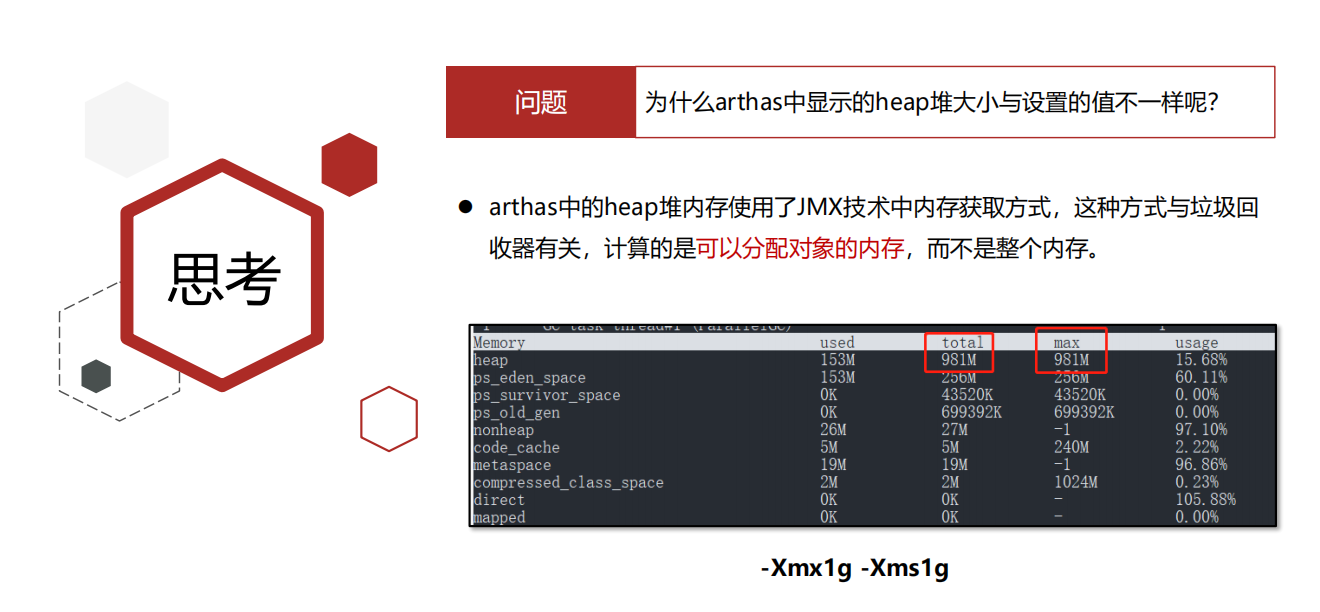 问题
为什么arthas中显示的heap堆大小与设置的值不一样呢?
思考
● arthas中的heap堆内存使用了JMX技术中内存获取方式，这种方式与垃圾回
收器有关，计算的是可以分配对象的内存，而不是整个内存。
Memory used total max usage
heap 153M 981M 981M 15.68%
ps_eden_space 153M 256M 256M 60.11%
ps_survivor_space 0K 43520K 43520K 0.00%
ps_old_gen 0K 699392K 699392K 0.00%
nonheap 26M 27M -1 97.10%
code_cache 5M 5M 240M 2.22%
metaspace 19M 19M -1 96.86%
compressed_class_space 2M 2M 1024M 0.23%
direct 0K 0K - 105.88%
mapped 0K 0K - 0.00%
-Xmx1g -Xms1g